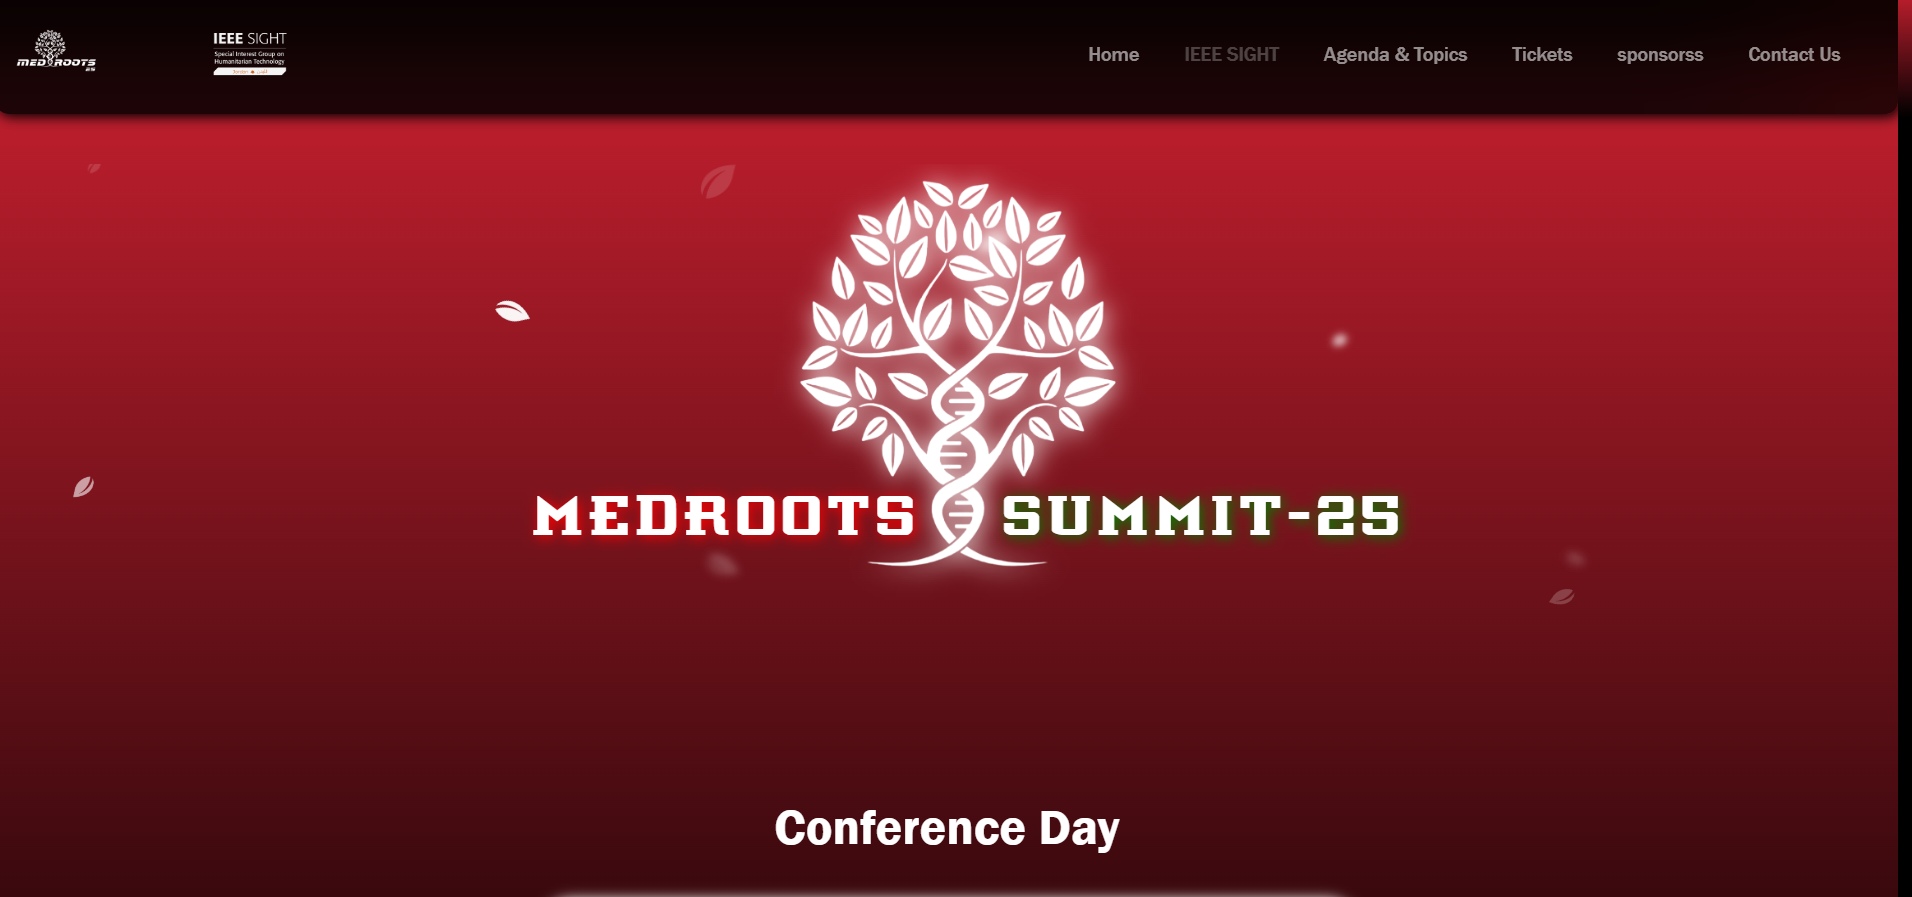 MEDROOTS
25
IEEE SIGHT
Special Interest Group on
Humanitarian Technology
Home
IEEE SIGHT
Agenda & Topics
Tickets
sponsorss
Contact Us
MEDROOTS SUMMIT-25
Conference Day